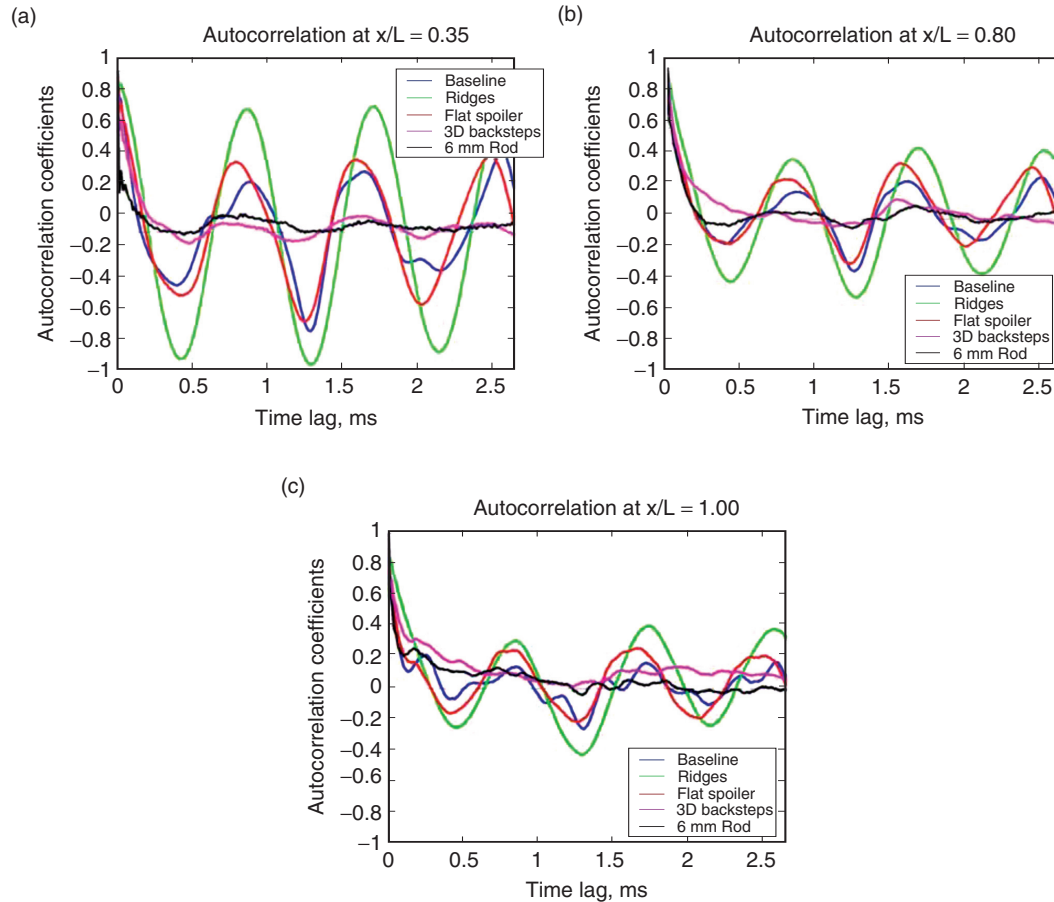 (a)
Autocorrelation at x/L = 0.35
Autocorrelation coefficients
1
0.8
0.6
0.4
0.2
0
−0.2
−0.4
−0.6
−0.8
−1
Baseline
Ridges
Flat spoiler
3D backsteps
6 mm Rod
0 0.5 1 1.5 2 2.5
Time lag, ms
(b)
Autocorrelation at x/L = 0.80
Autocorrelation coefficients
1
0.8
0.6
0.4
0.2
0
−0.2
−0.4
−0.6
−0.8
−1
Baseline
Ridges
Flat spoiler
3D backsteps
6 mm Rod
0 0.5 1 1.5 2 2.5
Time lag, ms
(c)
Autocorrelation at x/L = 1.00
Autocorrelation coefficients
1
0.8
0.6
0.4
0.2
0
−0.2
−0.4
−0.6
−0.8
−1
Baseline
Ridges
Flat spoiler
3D backsteps
6 mm Rod
0 0.5 1 1.5 2 2.5
Time lag, ms